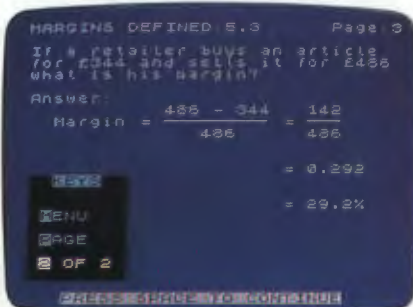 MARGINS DEFINED 5.3 Page 3
If a retailer buys an article
for £344 and sells it for £486
what is his margin?
Answer:
Margin = 486 - 344 / 486 = 142 / 486
= 0.292
= 29.2%
KEYS
MENU
PAGE
2 OF 2
PRESS SPACE TO CONTINUE